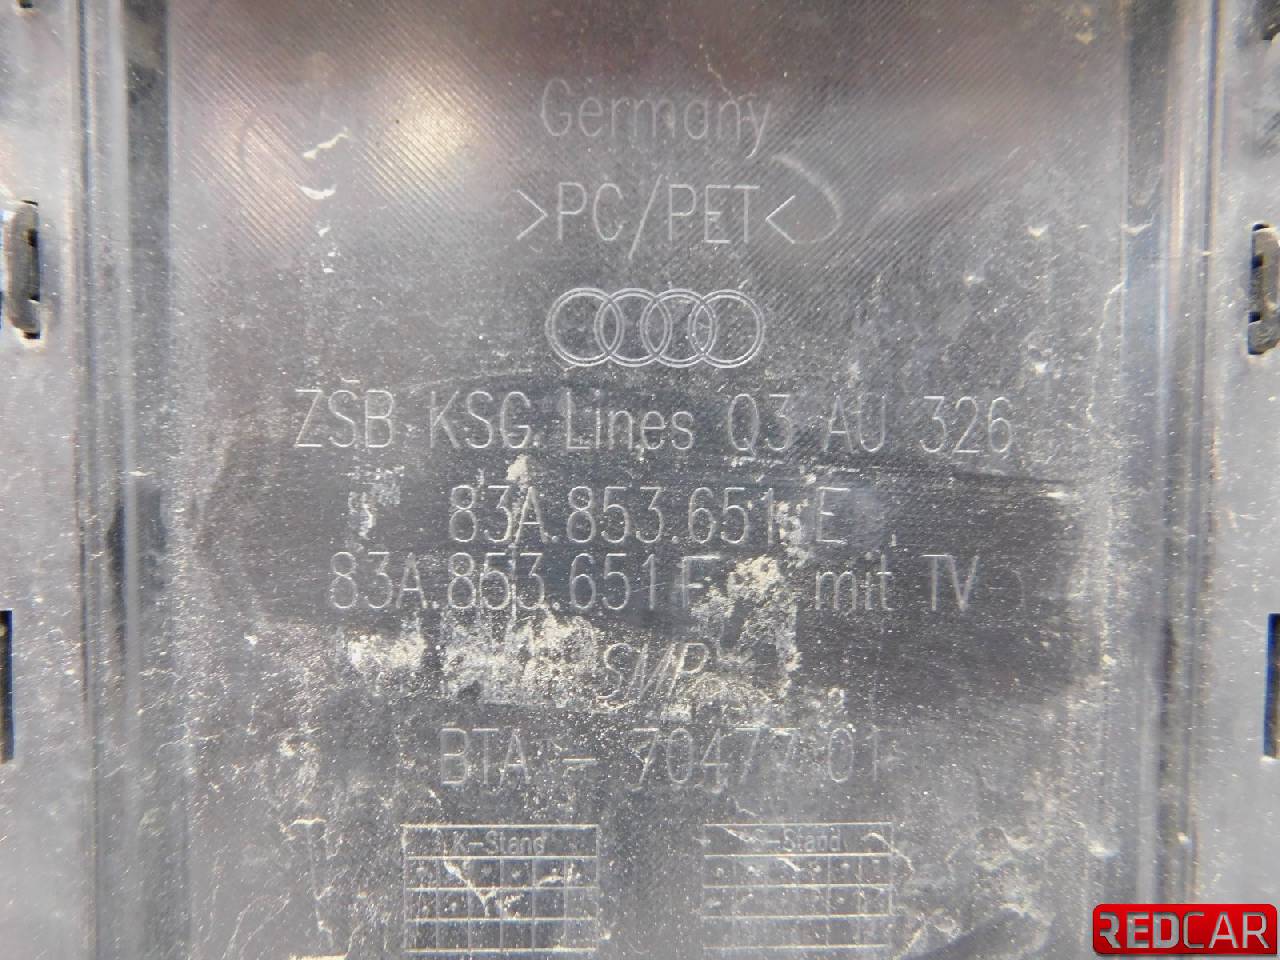 Germany
>PC/PET<
ZSB KSG Lines Q3 AU 326
83A.853.651 E
83A.853.651 F mit TV
SMP
BTA - 70477 01
K-Stand
S-Stand
REDCAR